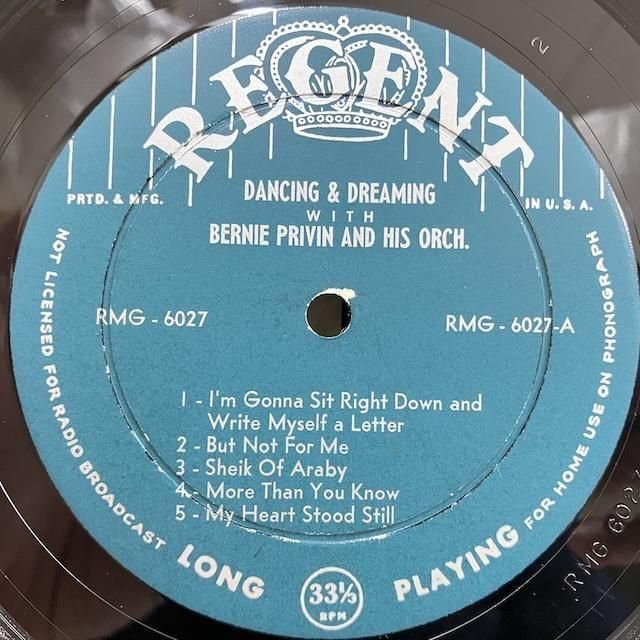 2
REGENT
PRTD. & MFG. IN U. S. A.
DANCING & DREAMING
WITH
BERNIE PRIVIN AND HIS ORCH.
RMG - 6027 RMG - 6027-A
1 - I'm Gonna Sit Right Down and
Write Myself a Letter
2 - But Not For Me
3 - Sheik Of Araby
4 - More Than You Know
5 - My Heart Stood Still
NOT LICENSED FOR RADIO BROADCAST LONG 33⅓ RPM PLAYING FOR HOME USE ON PHONOGRAPH
RMG 6027